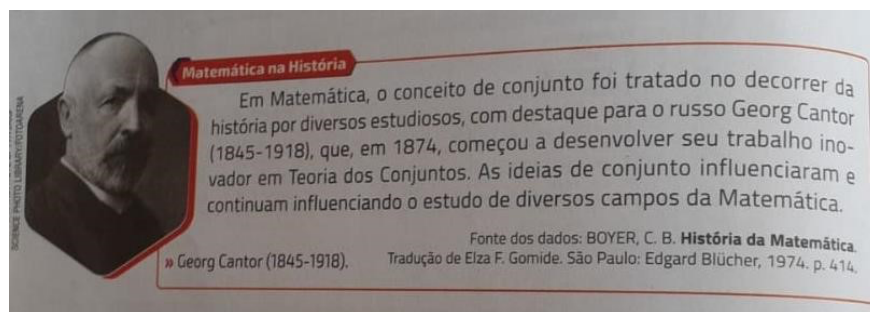 Matemática na História
Em Matemática, o conceito de conjunto foi tratado no decorrer da
história por diversos estudiosos, com destaque para o russo Georg Cantor
(1845-1918), que, em 1874, começou a desenvolver seu trabalho ino-
vador em Teoria dos Conjuntos. As ideias de conjunto influenciaram e
continuam influenciando o estudo de diversos campos da Matemática.
Fonte dos dados: BOYER, C. B. História da Matemática.
Tradução de Elza F. Gomide. São Paulo: Edgard Blücher, 1974. p. 414.
» Georg Cantor (1845-1918).
SCIENCE PHOTO LIBRARY/FOTOARENA